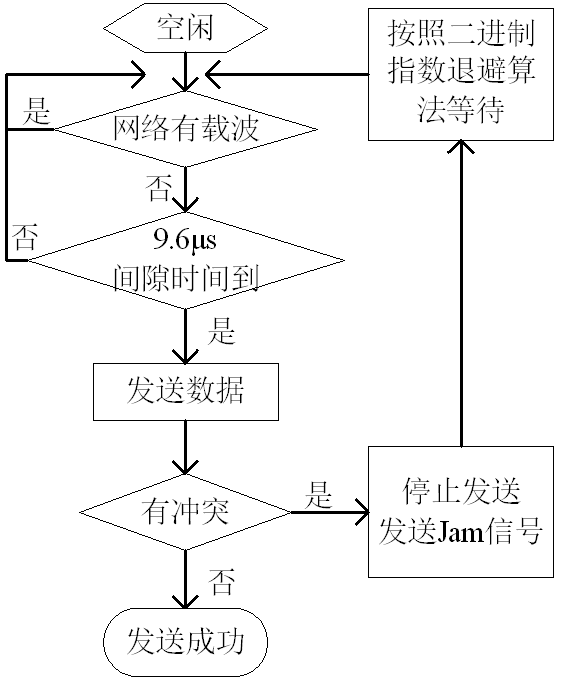 空闲
按照二进制
指数退避算
法等待
是
网络有载波
否
否
9.6μs
间隙时间到
是
发送数据
有冲突
是
停止发送
发送Jam信号
否
发送成功